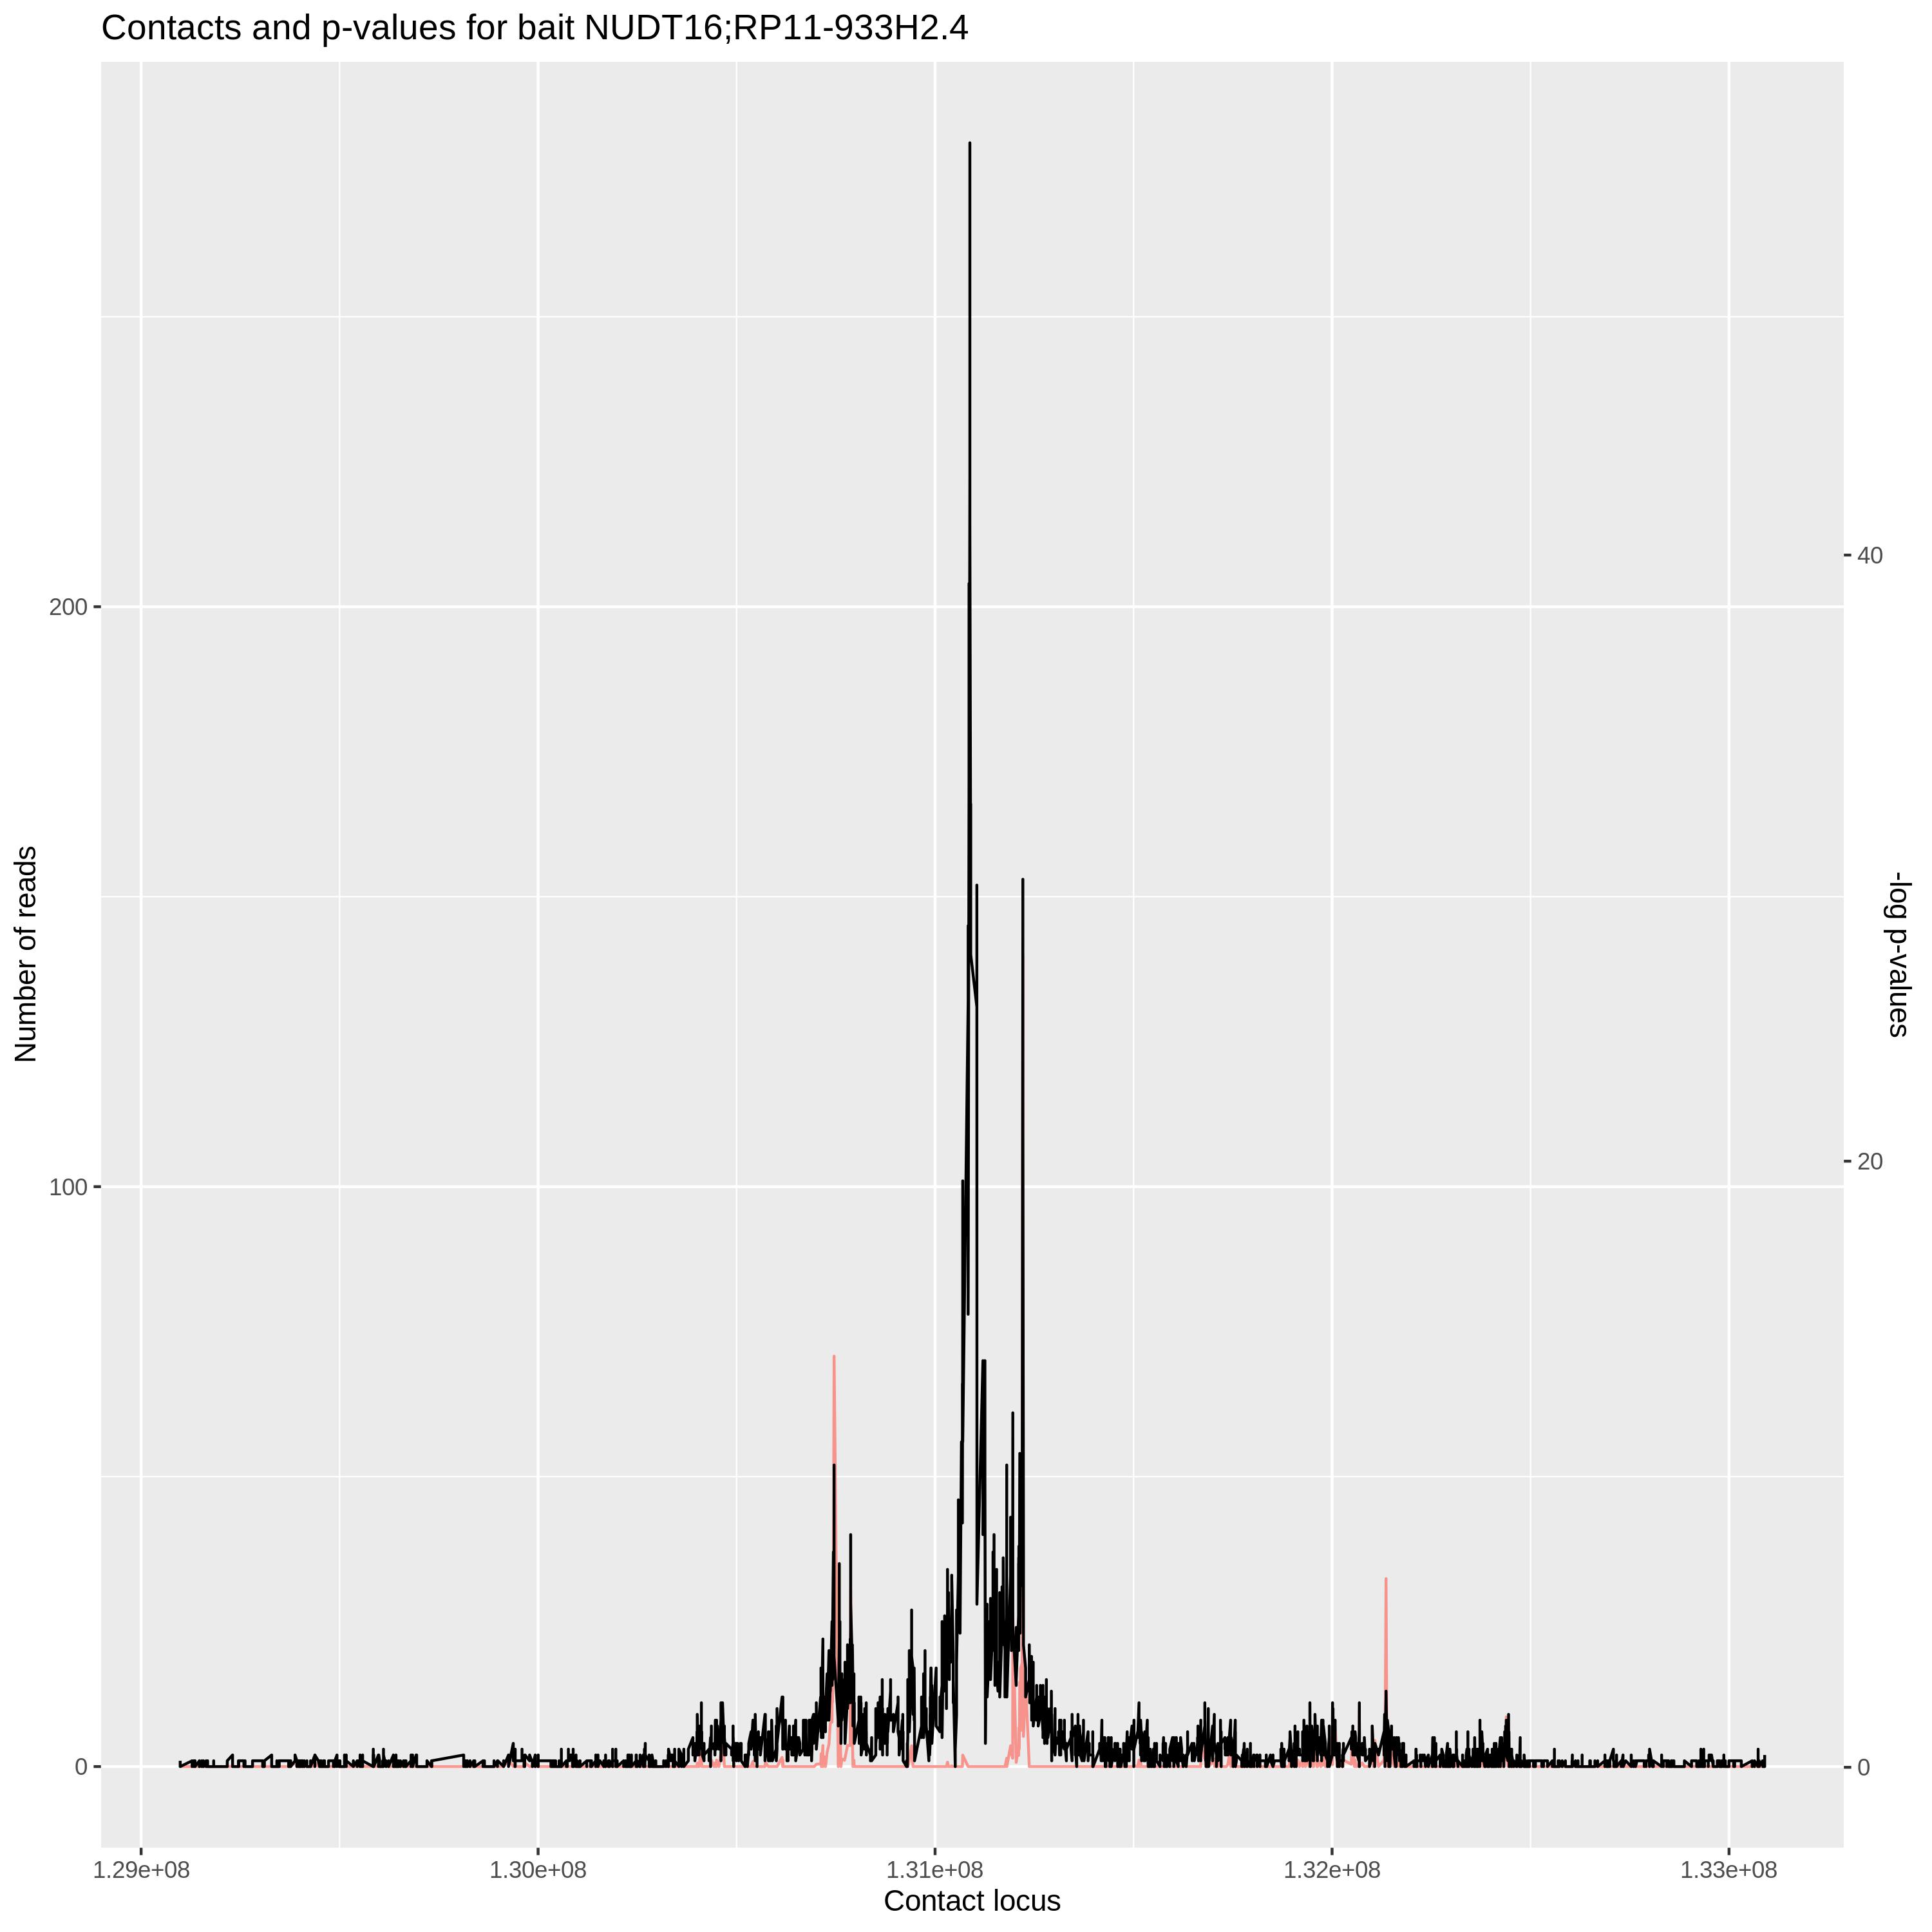 Contacts and p-values for bait NUDT16;RP11-933H2.4
Number of reads
200
100
0
40
20
0
-log p-values
1.29e+08
1.30e+08
1.31e+08
1.32e+08
1.33e+08
Contact locus